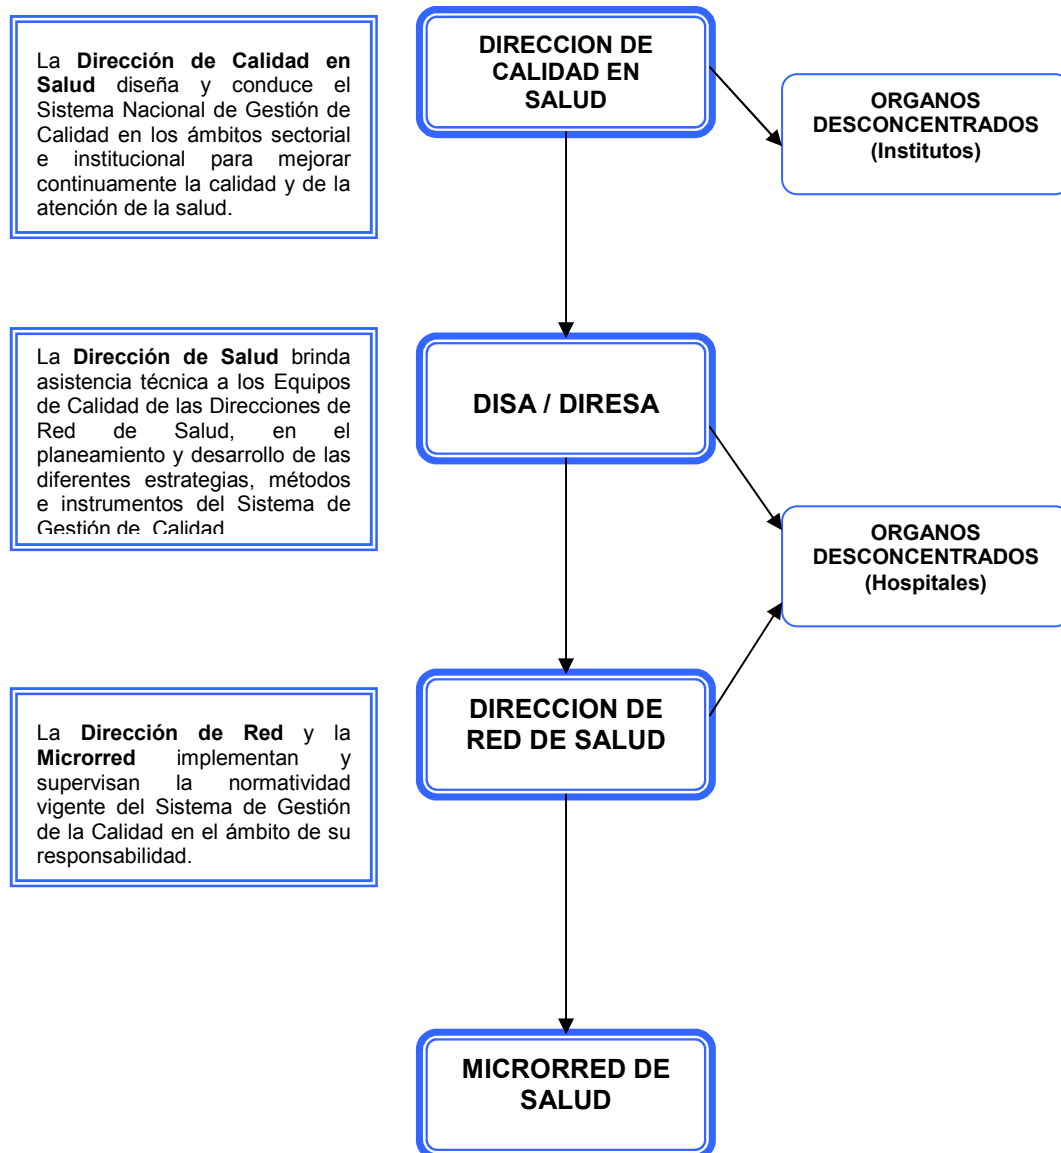 La Dirección de Calidad en
Salud diseña y conduce el
Sistema Nacional de Gestión de
Calidad en los ámbitos sectorial
e institucional para mejorar
continuamente la calidad y de la
atención de la salud.
DIRECCION DE
CALIDAD EN
SALUD
ORGANOS
DESCONCENTRADOS
(Institutos)
La Dirección de Salud brinda
asistencia técnica a los Equipos
de Calidad de las Direcciones de
Red de Salud, en el
planeamiento y desarrollo de las
diferentes estrategias, métodos
e instrumentos del Sistema de
Gestión de Calidad
DISA / DIRESA
ORGANOS
DESCONCENTRADOS
(Hospitales)
La Dirección de Red y la
Microrred implementan y
supervisan la normatividad
vigente del Sistema de Gestión
de la Calidad en el ámbito de su
responsabilidad.
DIRECCION DE
RED DE SALUD
MICRORRED DE
SALUD